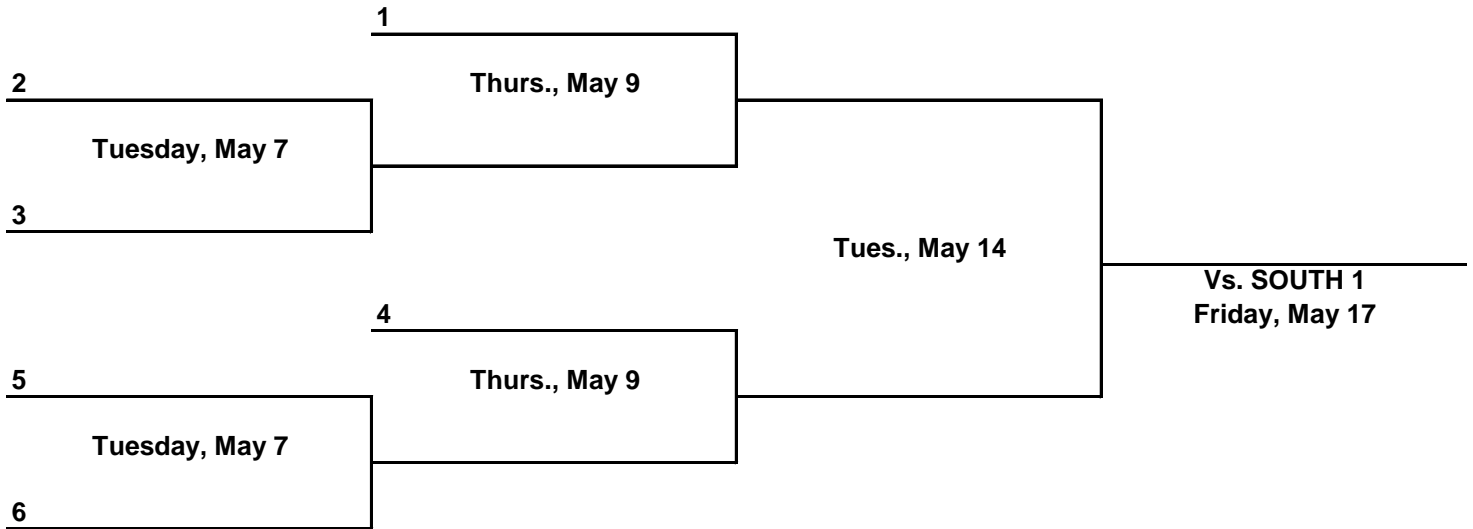 1
2
Thurs., May 9
Tuesday, May 7
3
Tues., May 14
Vs. SOUTH 1
Friday, May 17
4
5
Thurs., May 9
Tuesday, May 7
6